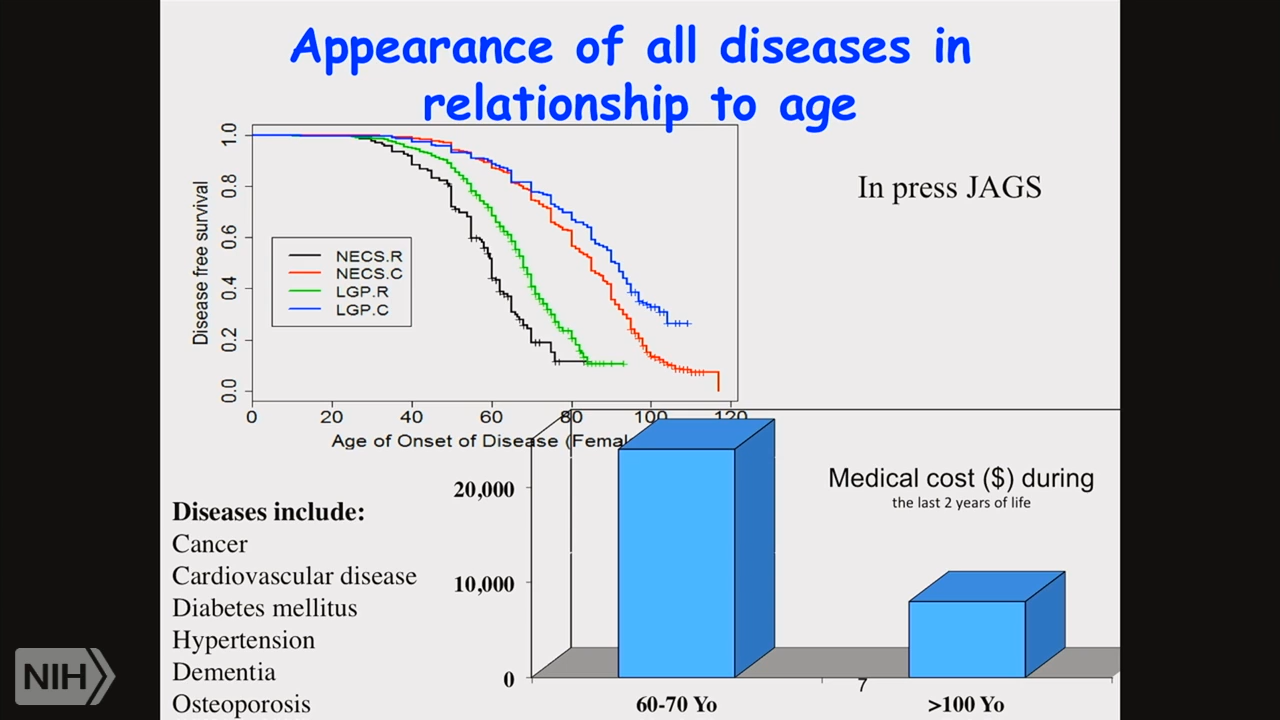 Appearance of all diseases in
relationship to age
In press JAGS
Disease free survival
1.0
0.8
0.6
0.4
0.2
0.0
NECS.R
NECS.C
LGP.R
LGP.C
0 20 40 60 80 100 120
Age of Onset of Disease
Medical cost ($) during
the last 2 years of life
20,000
10,000
0
60-70 Yo >100 Yo
7
Diseases include:
Cancer
Cardiovascular disease
Diabetes mellitus
Hypertension
Dementia
Osteoporosis
NIH